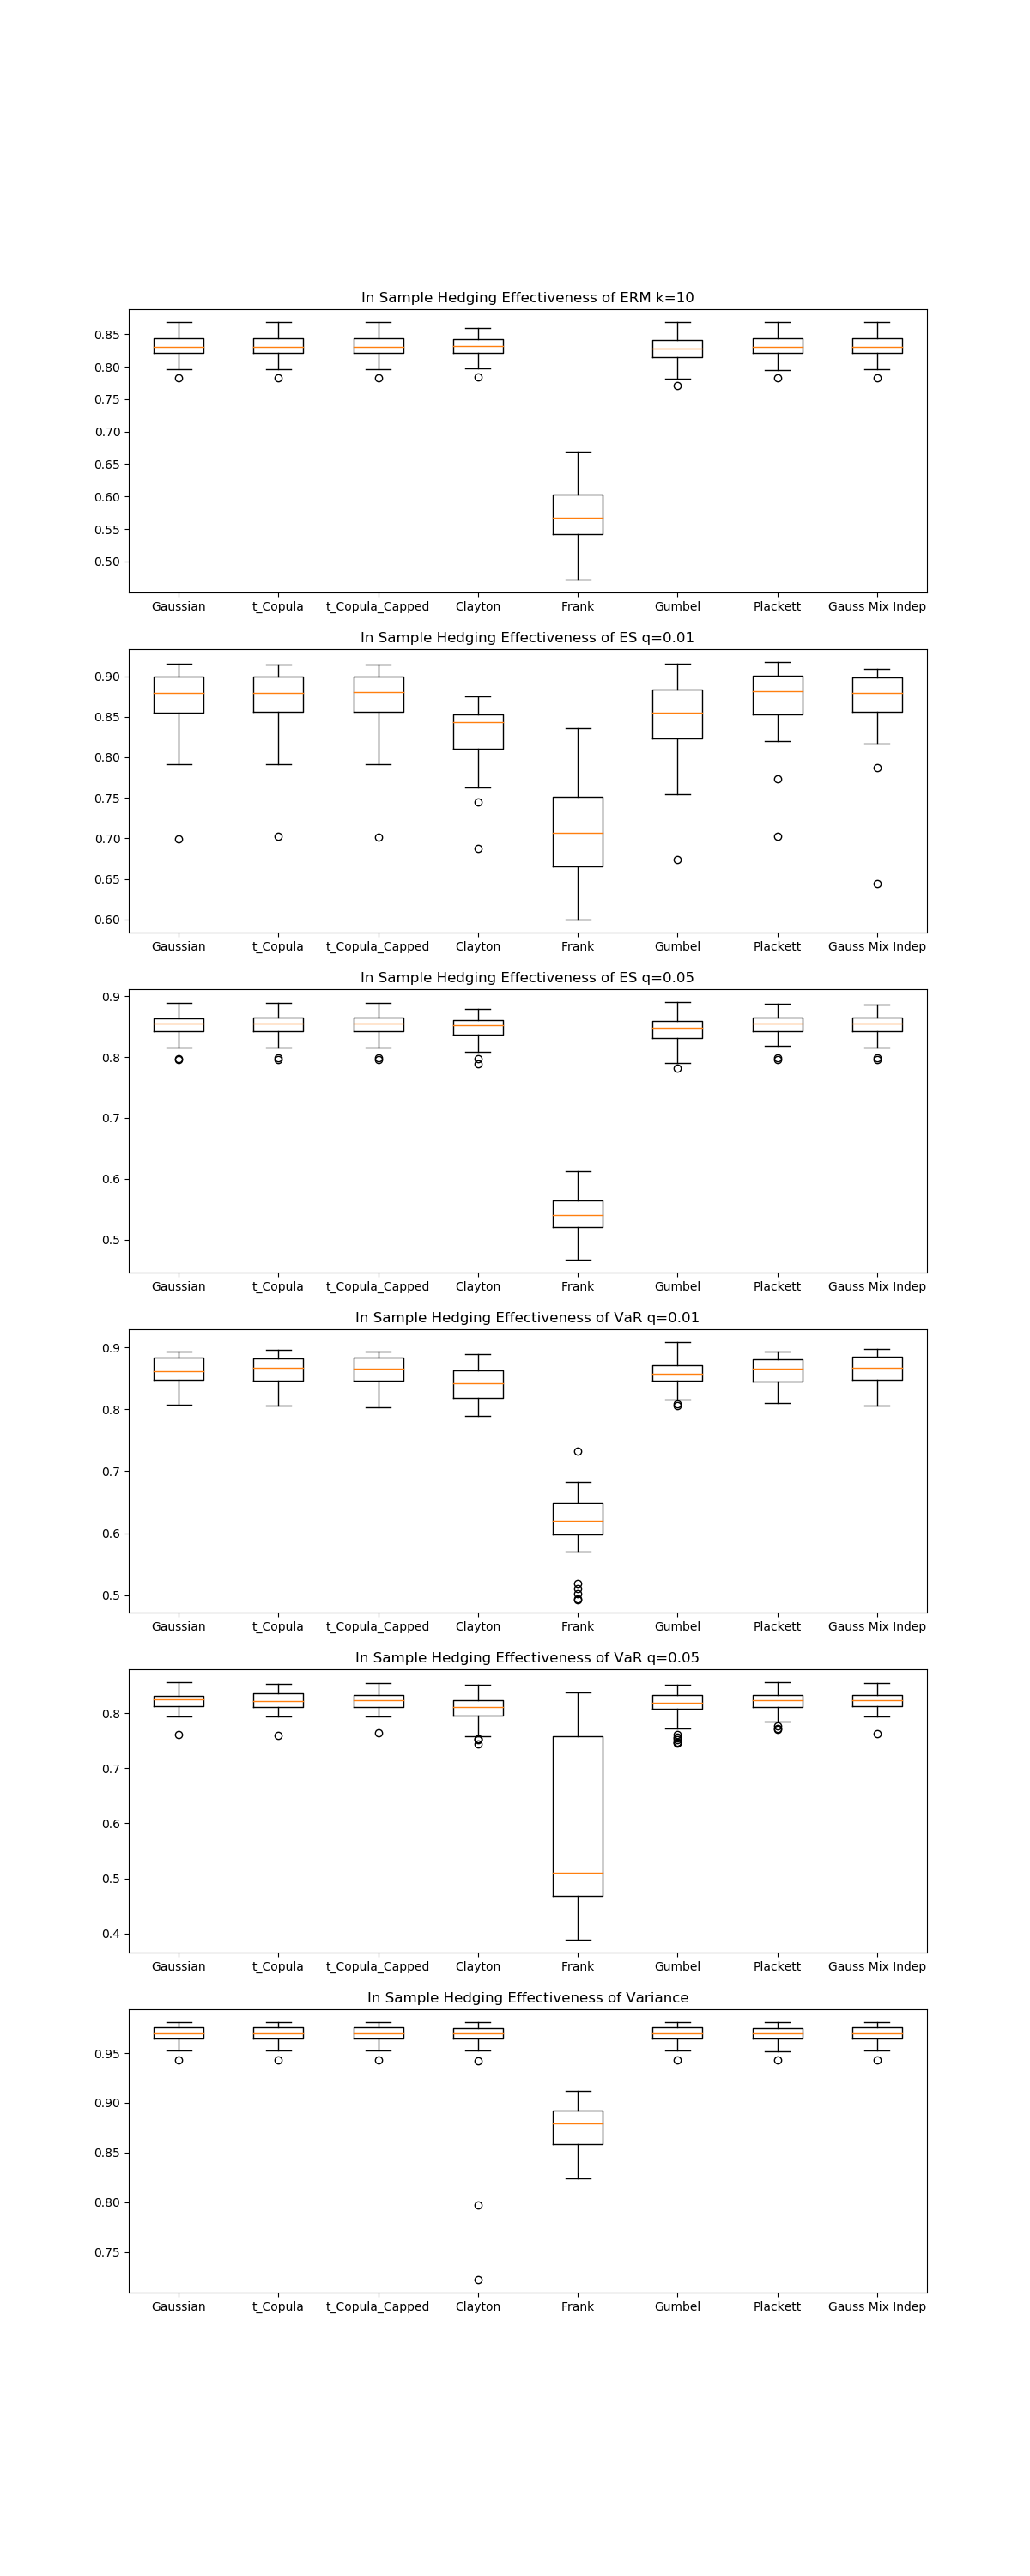 In Sample Hedging Effectiveness of ERM k=10
0.85
0.80
0.75
0.70
0.65
0.60
0.55
0.50
Gaussian t_Copula t_Copula_Capped Clayton Frank Gumbel Plackett Gauss Mix Indep
In Sample Hedging Effectiveness of ES q=0.01
0.90
0.85
0.80
0.75
0.70
0.65
0.60
Gaussian t_Copula t_Copula_Capped Clayton Frank Gumbel Plackett Gauss Mix Indep
In Sample Hedging Effectiveness of ES q=0.05
0.9
0.8
0.7
0.6
0.5
Gaussian t_Copula t_Copula_Capped Clayton Frank Gumbel Plackett Gauss Mix Indep
In Sample Hedging Effectiveness of VaR q=0.01
0.9
0.8
0.7
0.6
0.5
Gaussian t_Copula t_Copula_Capped Clayton Frank Gumbel Plackett Gauss Mix Indep
In Sample Hedging Effectiveness of VaR q=0.05
0.8
0.7
0.6
0.5
0.4
Gaussian t_Copula t_Copula_Capped Clayton Frank Gumbel Plackett Gauss Mix Indep
In Sample Hedging Effectiveness of Variance
0.95
0.90
0.85
0.80
0.75
Gaussian t_Copula t_Copula_Capped Clayton Frank Gumbel Plackett Gauss Mix Indep